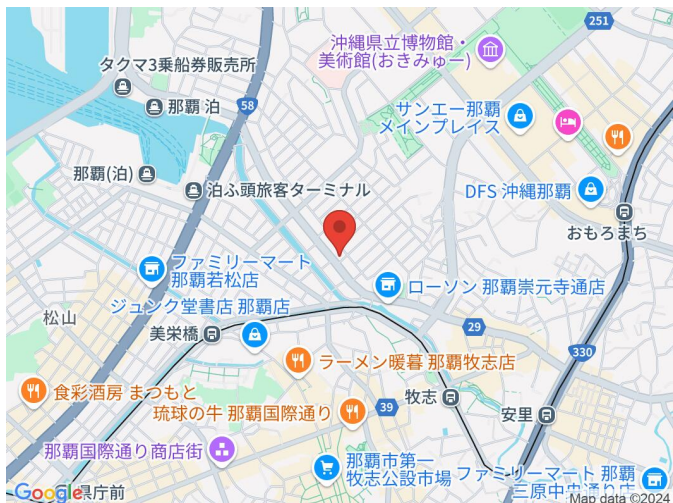 251
沖縄県立博物館・
美術館(おきみゅー)
タクマ3乗船券販売所
58
那覇 泊
サンエー那覇
メインプレイス
那覇(泊)
泊ふ頭旅客ターミナル
DFS 沖縄那覇
おもろまち
ファミリーマート
那覇若松店
ローソン 那覇崇元寺通店
ジュンク堂書店 那覇店
松山
美栄橋
29
330
ラーメン暖暮 那覇牧志店
食彩酒房 まつもと
琉球の牛 那覇国際通り
39
牧志
安里
那覇国際通り商店街
那覇市第一
牧志公設市場
ファミリーマート 那覇
三原中央通り店
Google
県庁前
Map data ©2024